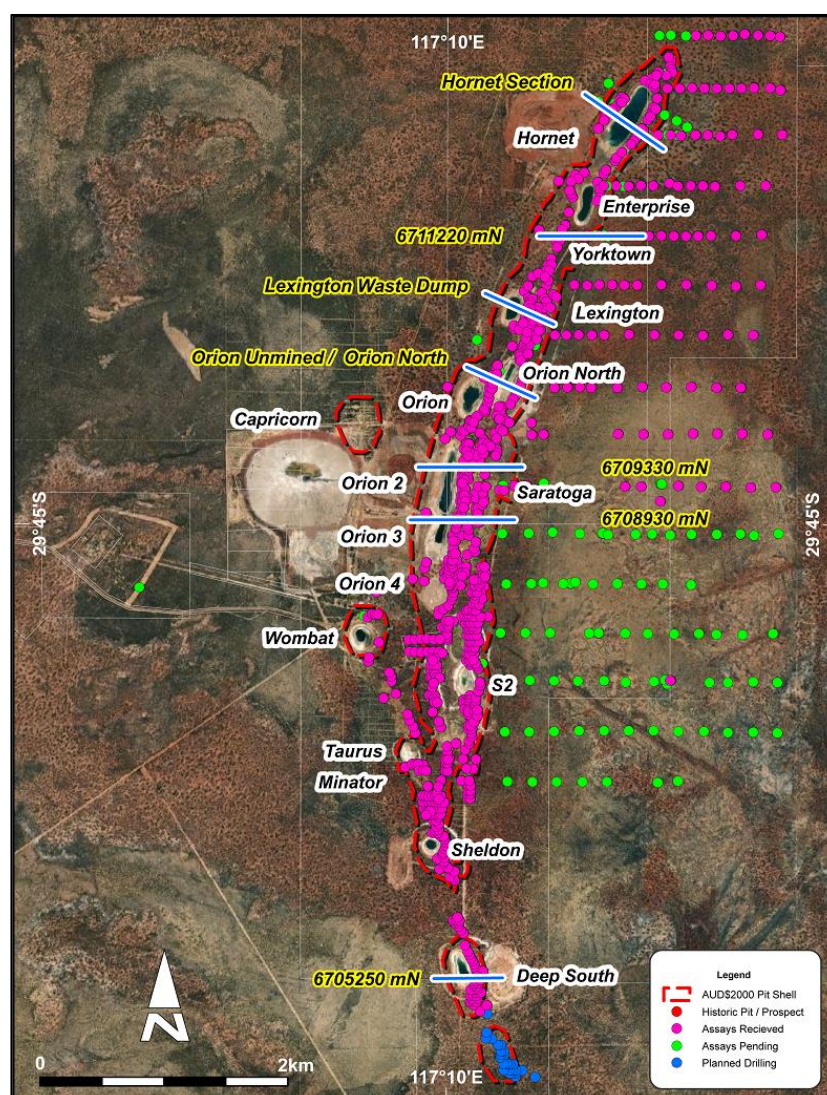 117°10'E
Hornet Section
Hornet
Enterprise
6711220 mN
Yorktown
Lexington Waste Dump
Lexington
Orion Unmined / Orion North
Orion North
Orion
Capricorn
Orion 2
6709330 mN
Saratoga
29°45'S
29°45'S
6708930 mN
Orion 3
Orion 4
Wombat
S2
Taurus
Minator
Sheldon
6705250 mN
Deep South
N
0 2km
117°10'E
Legend
AUD$2000 Pit Shell
Historic Pit / Prospect
Assays Recieved
Assays Pending
Planned Drilling